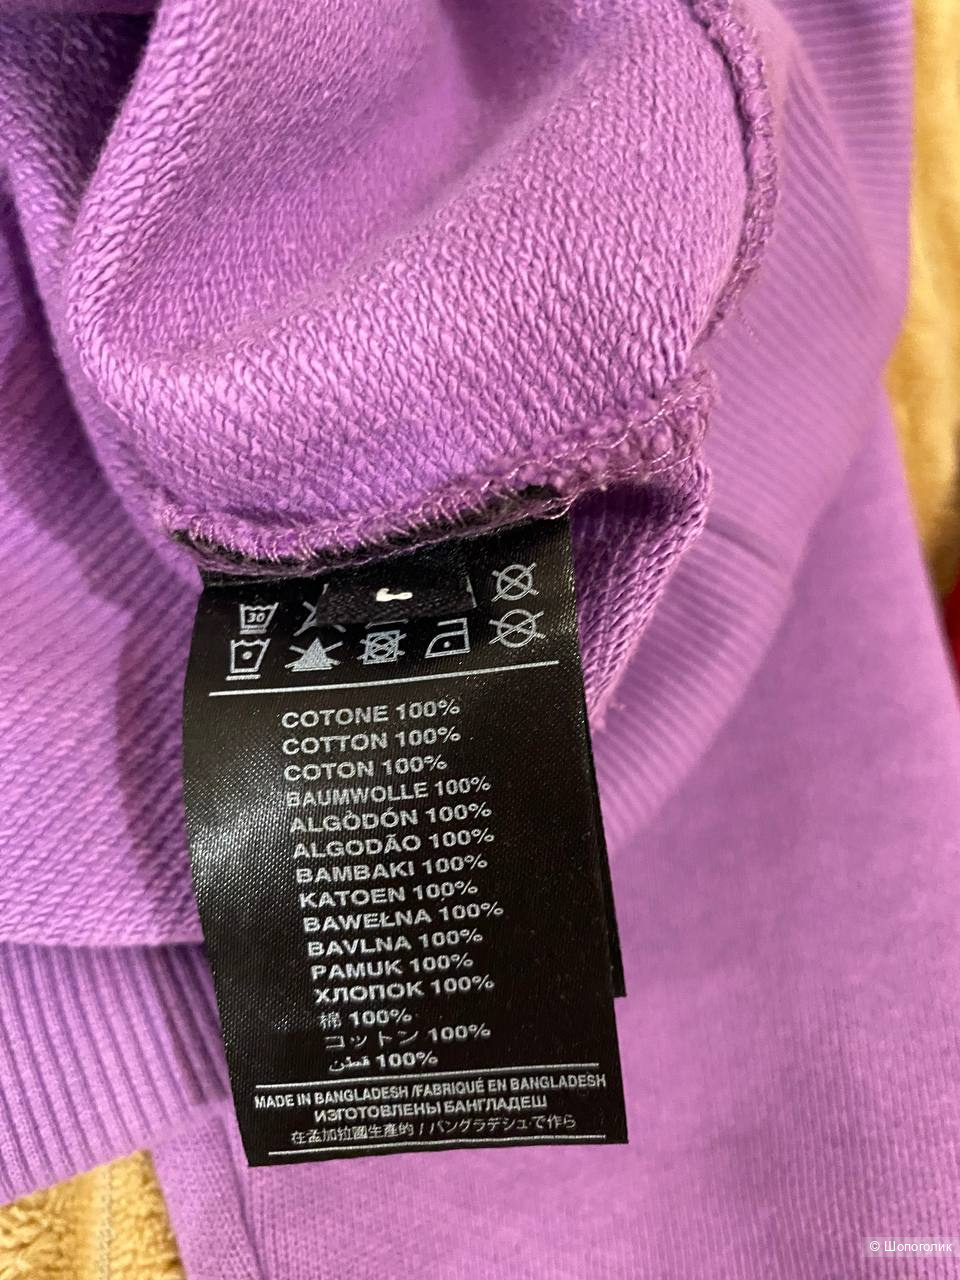 30
COTONE 100%
COTTON 100%
COTON 100%
BAUMWOLLE 100%
ALGODÓN 100%
ALGODÃO 100%
BAMBAKI 100%
KATOEN 100%
BAWEŁNA 100%
BAVLNA 100%
PAMUK 100%
ХЛОПОК 100%
棉 100%
コットン 100%
قطن 100%
MADE IN BANGLADESH /FABRIQUÉ EN BANGLADESH
ИЗГОТОВЛЕНЫ БАНГЛАДЕШ
在孟加拉國生産的 / バングラデシュで作ら
© Шопоголик